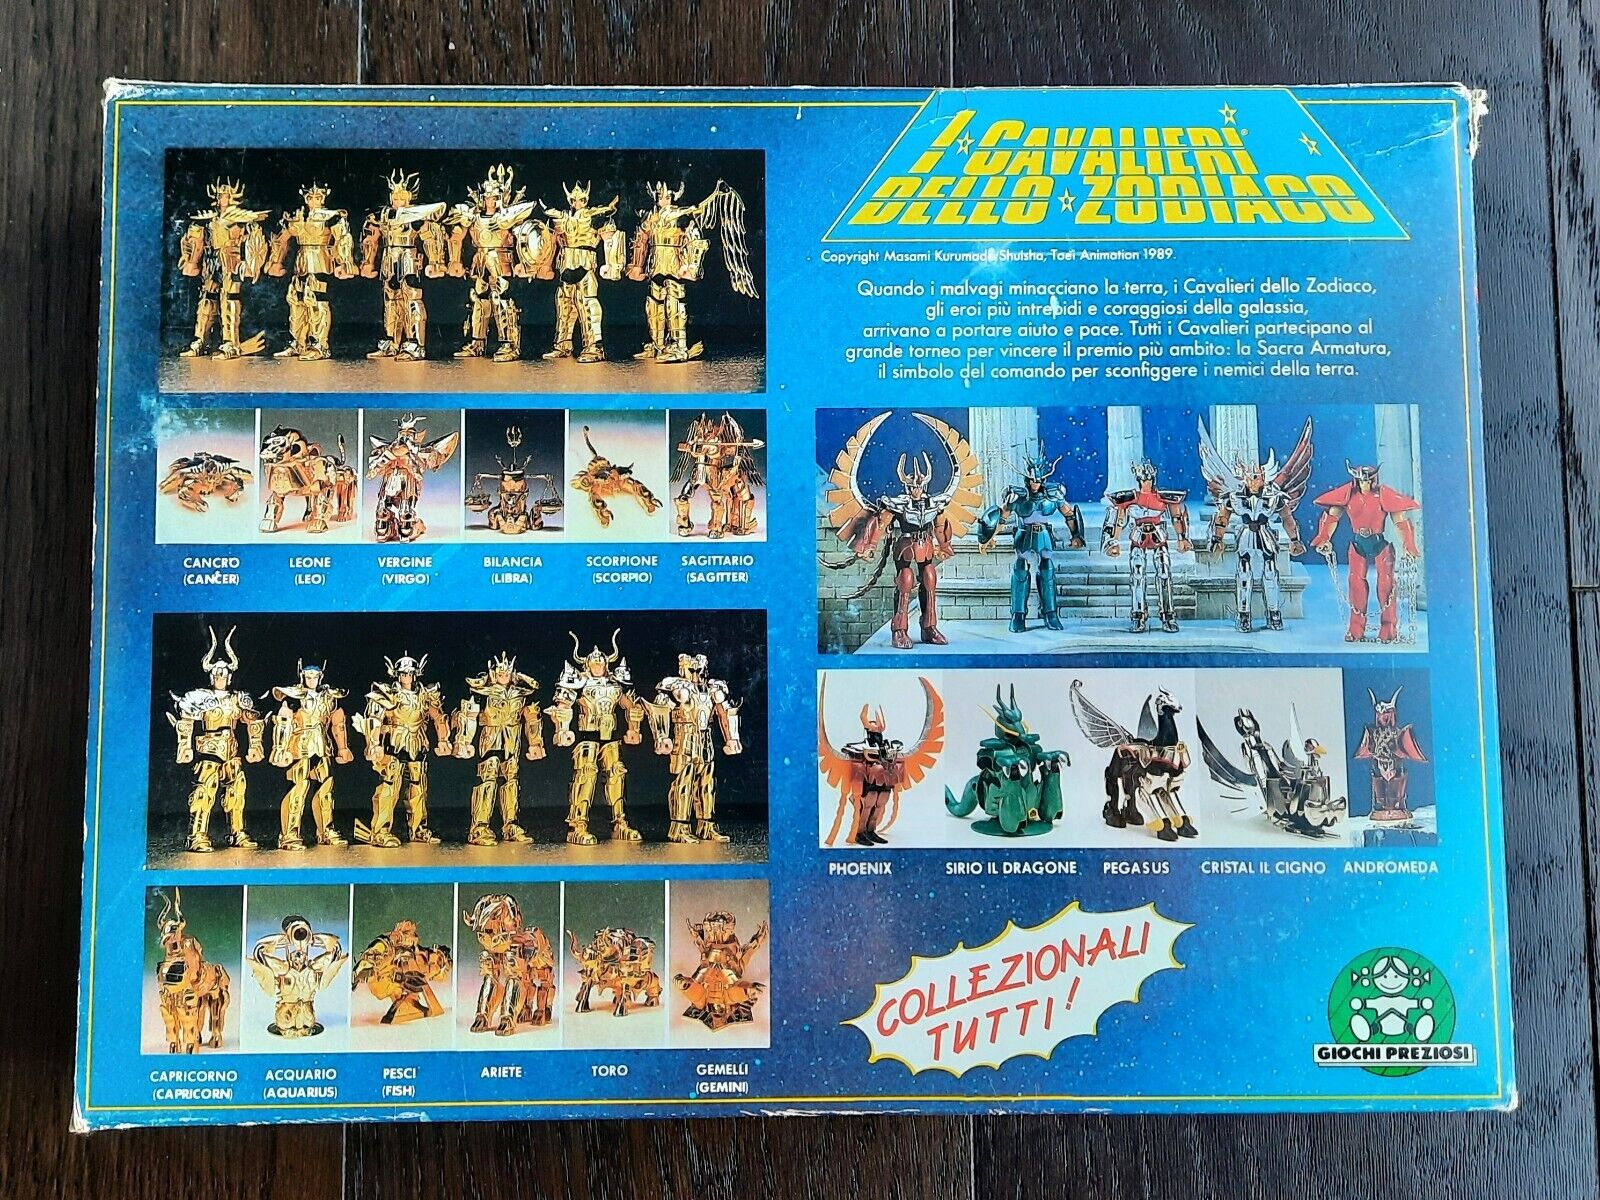 I CAVALIERI
DELLO ZODIACO
Copyright Masami Kurumada/Shuisha, Toei Animation 1989.
Quando i malvagi minacciano la terra, i Cavalieri dello Zodiaco,
gli eroi più intrepidi e coraggiosi della galassia,
arrivano a portare aiuto e pace. Tutti i Cavalieri partecipano al
grande torneo per vincere il premio più ambito: la Sacra Armatura,
il simbolo del comando per sconfiggere i nemici della terra.
CANCRO
(CANCER)
LEONE
(LEO)
VERGINE
(VIRGO)
BILANCIA
(LIBRA)
SCORPIONE
(SCORPIO)
SAGITTARIO
(SAGITTER)
CAPRICORNO
(CAPRICORN)
ACQUARIO
(AQUARIUS)
PESCI
(FISH)
ARIETE
TORO
GEMELLI
(GEMINI)
PHOENIX
SIRIO IL DRAGONE
PEGASUS
CRISTAL IL CIGNO
ANDROMEDA
COLLEZIONALI
TUTTI!
GIOCHI PREZIOSI